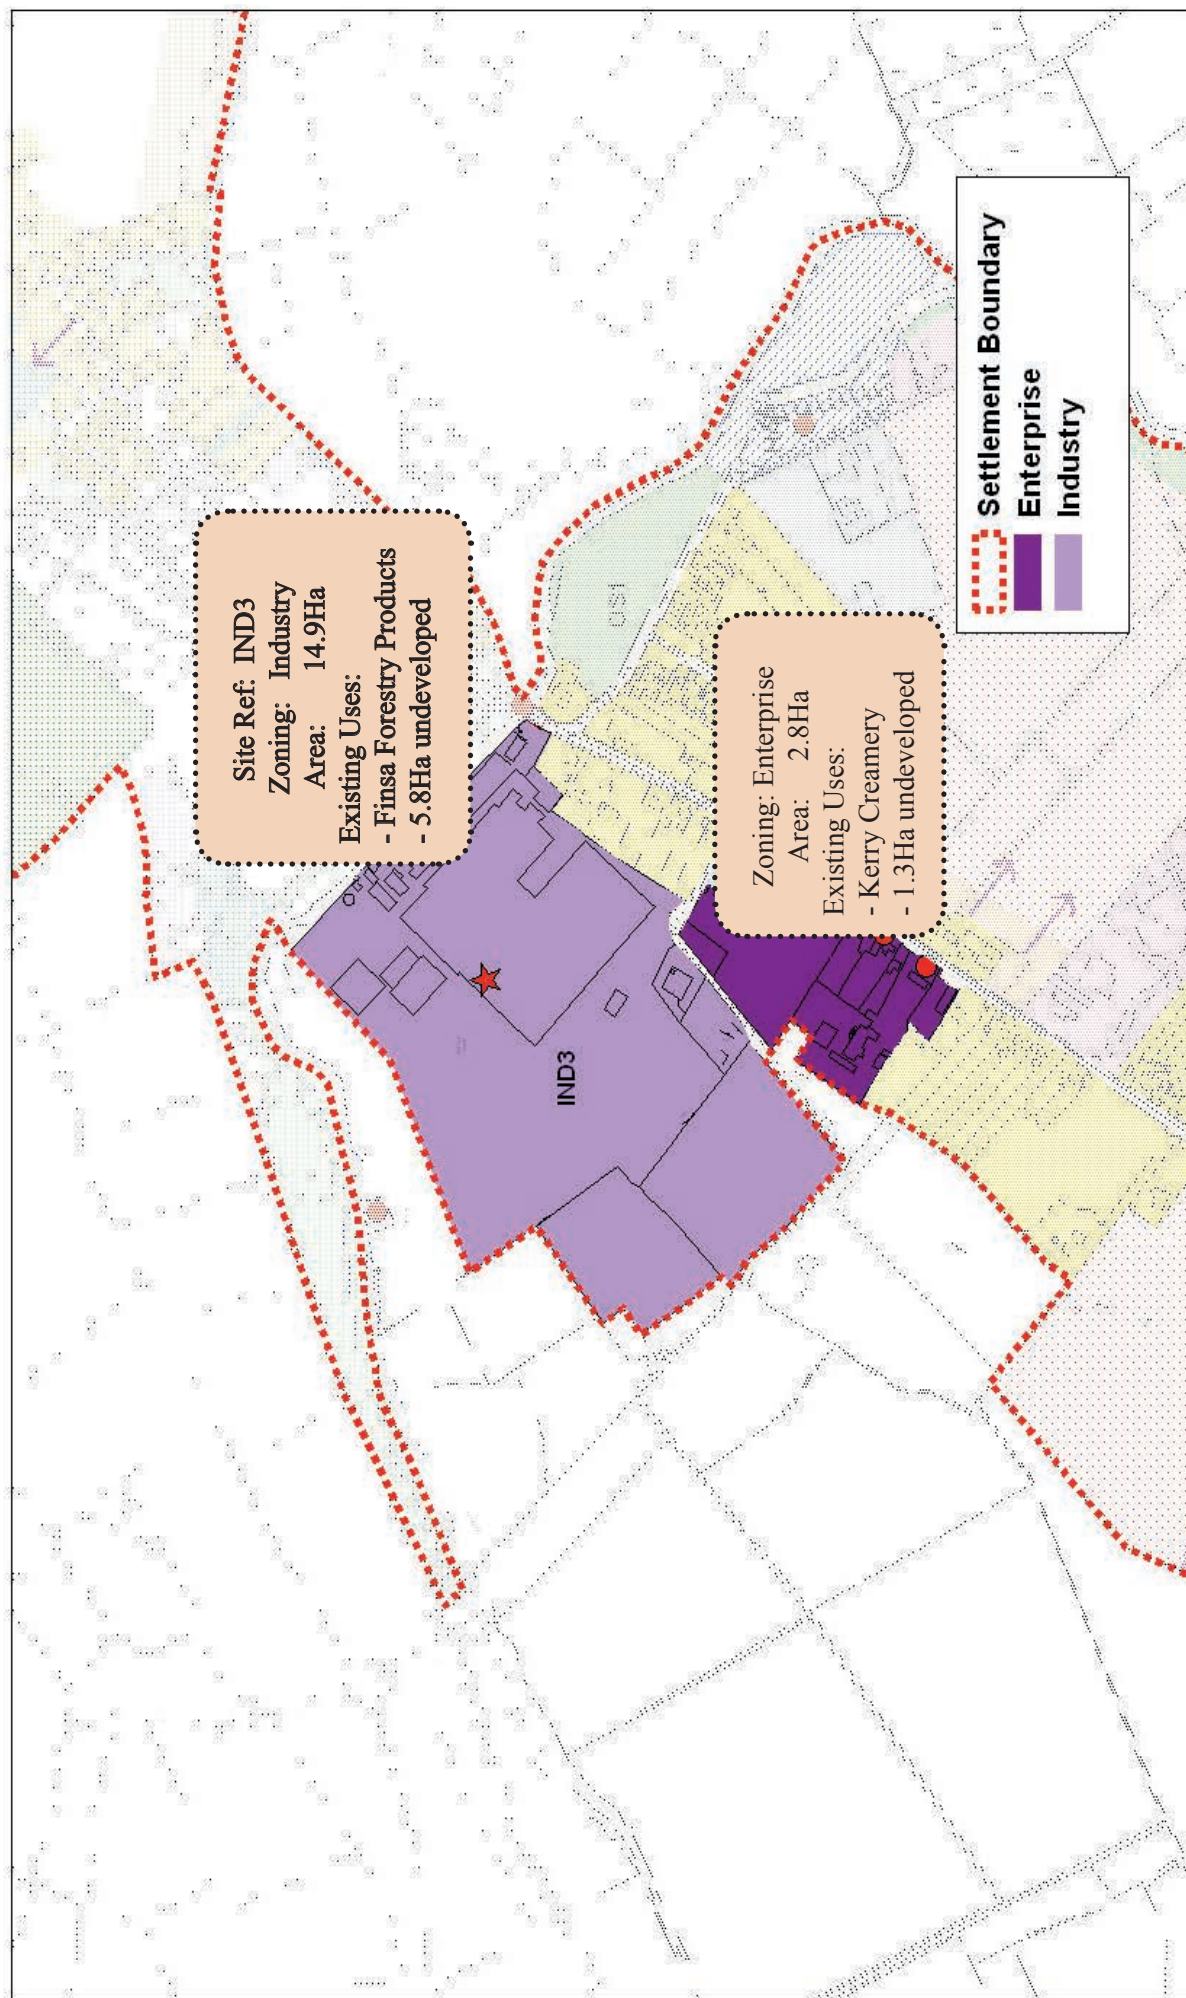 Site Ref: IND3
Zoning: Industry
Area: 14.9Ha
Existing Uses:
- Finsa Forestry Products
- 5.8Ha undeveloped
IND3
Zoning: Enterprise
Area: 2.8Ha
Existing Uses:
- Kerry Creamery
- 1.3Ha undeveloped
Settlement Boundary
Enterprise
Industry